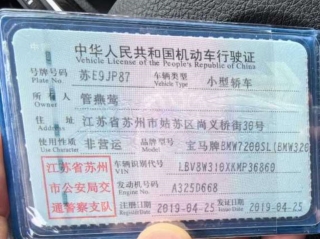 中华人民共和国机动车行驶证
Vehicle License of the People's Republic of China
号牌号码 苏E9JP87 车辆类型 小型轿车
Plate No. Vehicle Type
所有人 管燕莺
Owner
住址 江苏省苏州市姑苏区尚义桥街36号
Address
使用性质 非营运 品牌型号 宝马牌BMW7200SL(BMW320
Use Character Model
江苏省苏州 车辆识别代号 LBV8W310XKMP36860
VIN
市公安局交 发动机号码 A325D668
Engine No.
通警察支队 注册日期 2019-04-25 发证日期 2019-04-25
Register Date Issue Date